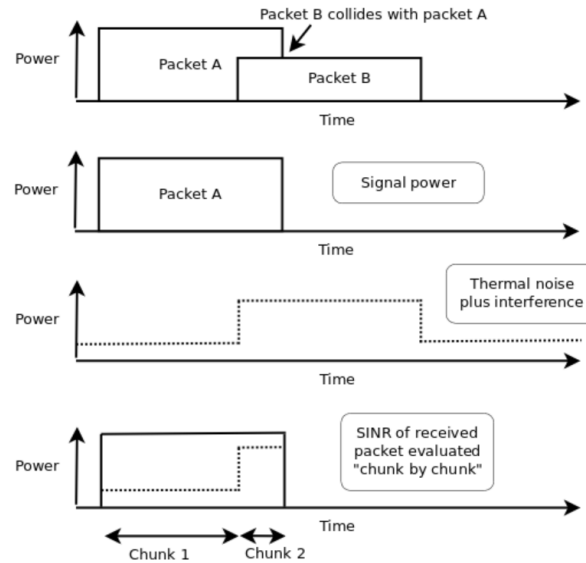 Packet B collides with packet A
Power
Packet A
Packet B
Time
Power
Packet A
Signal power
Time
Thermal noise
plus interference
Power
Time
SINR of received
packet evaluated
"chunk by chunk"
Power
Time
Chunk 1
Chunk 2